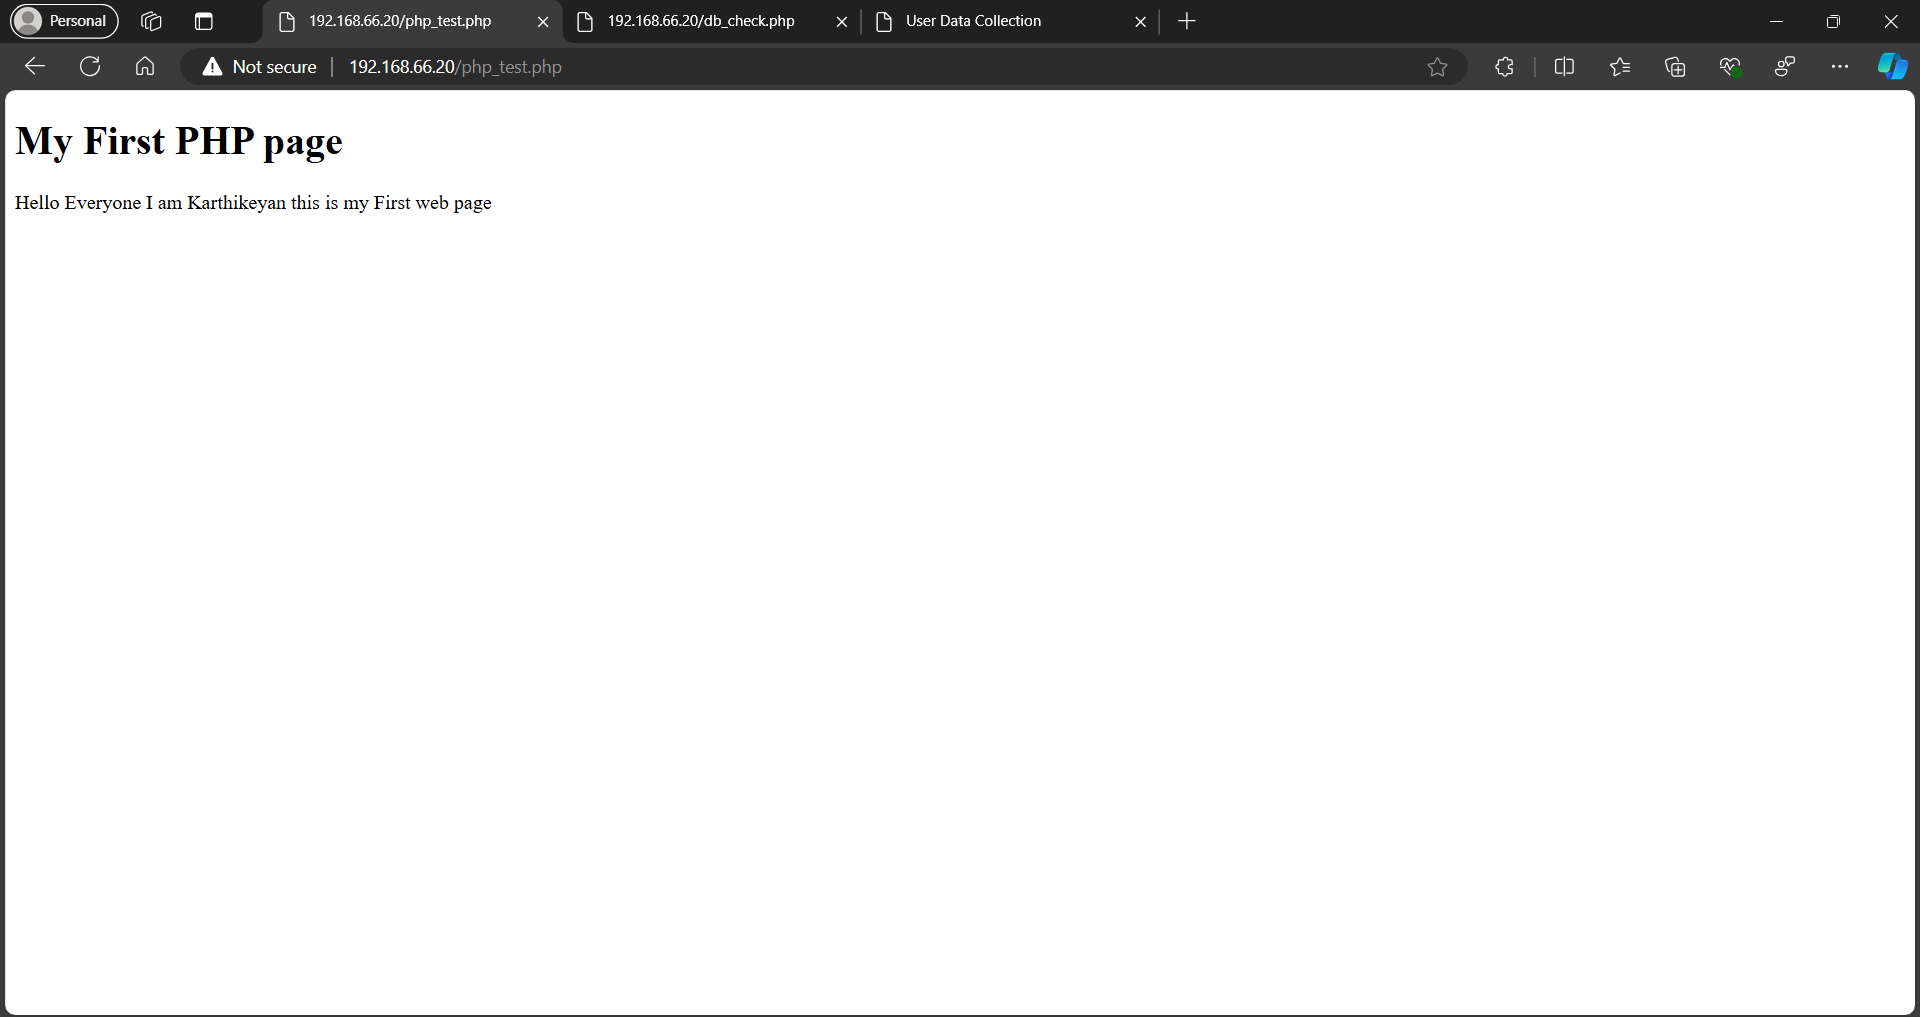 Personal
192.168.66.20/php_test.php
192.168.66.20/db_check.php
User Data Collection
Not secure
192.168.66.20/php_test.php
My First PHP page
Hello Everyone I am Karthikeyan this is my First web page